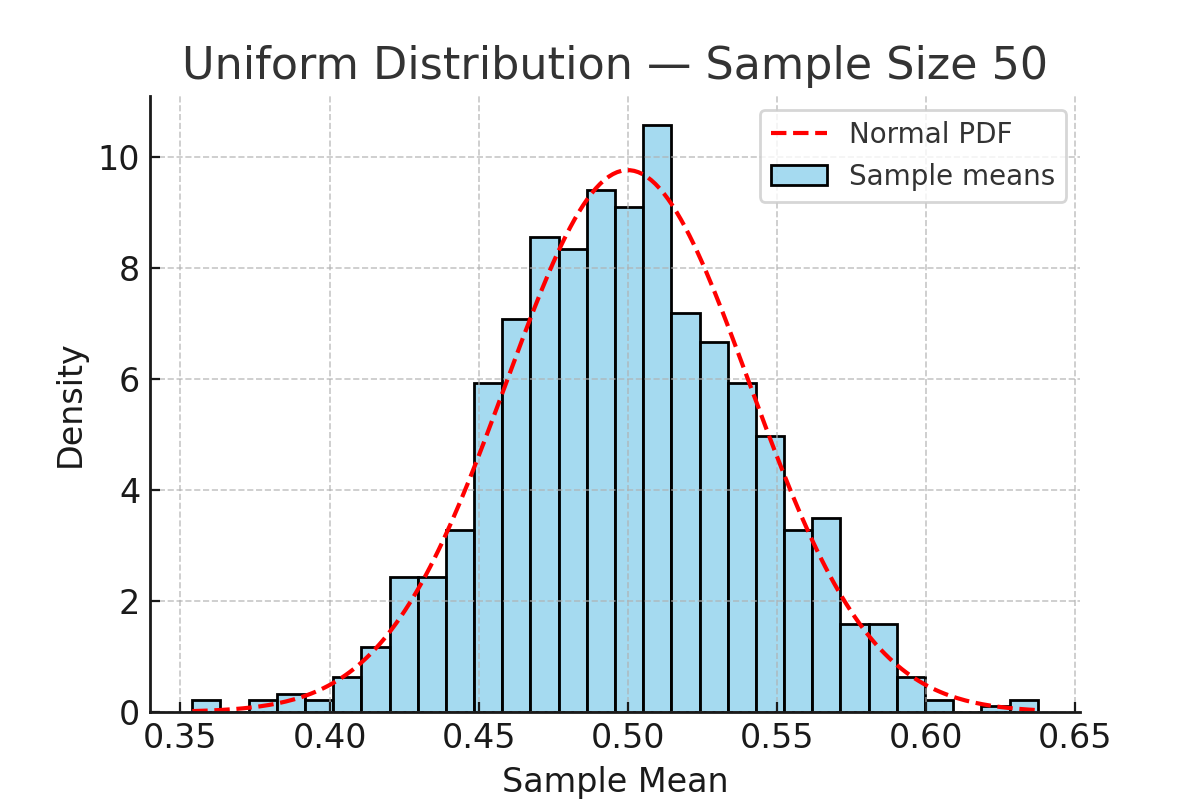 Uniform Distribution — Sample Size 50
Normal PDF
Sample means
Density
10
8
6
4
2
0
0.35 0.40 0.45 0.50 0.55 0.60 0.65
Sample Mean